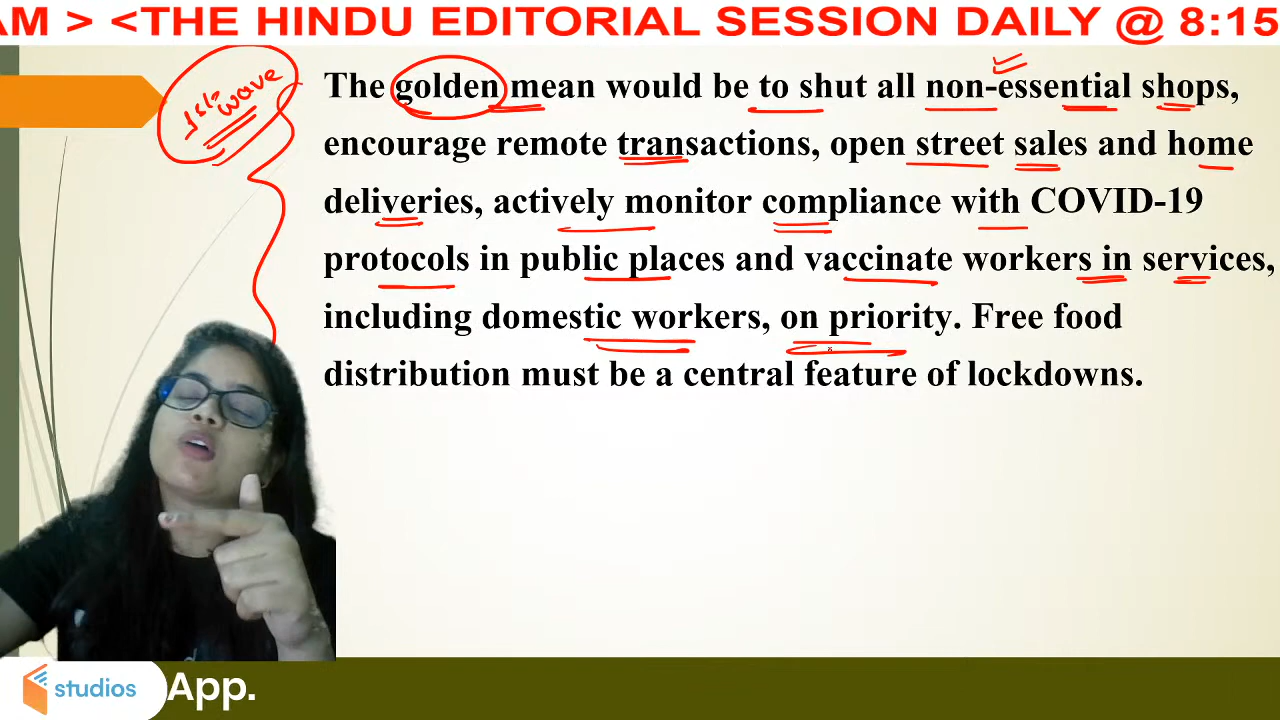 AM > <THE HINDU EDITORIAL SESSION DAILY @ 8:15
1st wave
The golden mean would be to shut all non-essential shops,
encourage remote transactions, open street sales and home
deliveries, actively monitor compliance with COVID-19
protocols in public places and vaccinate workers in services,
including domestic workers, on priority. Free food
distribution must be a central feature of lockdowns.
studios App.